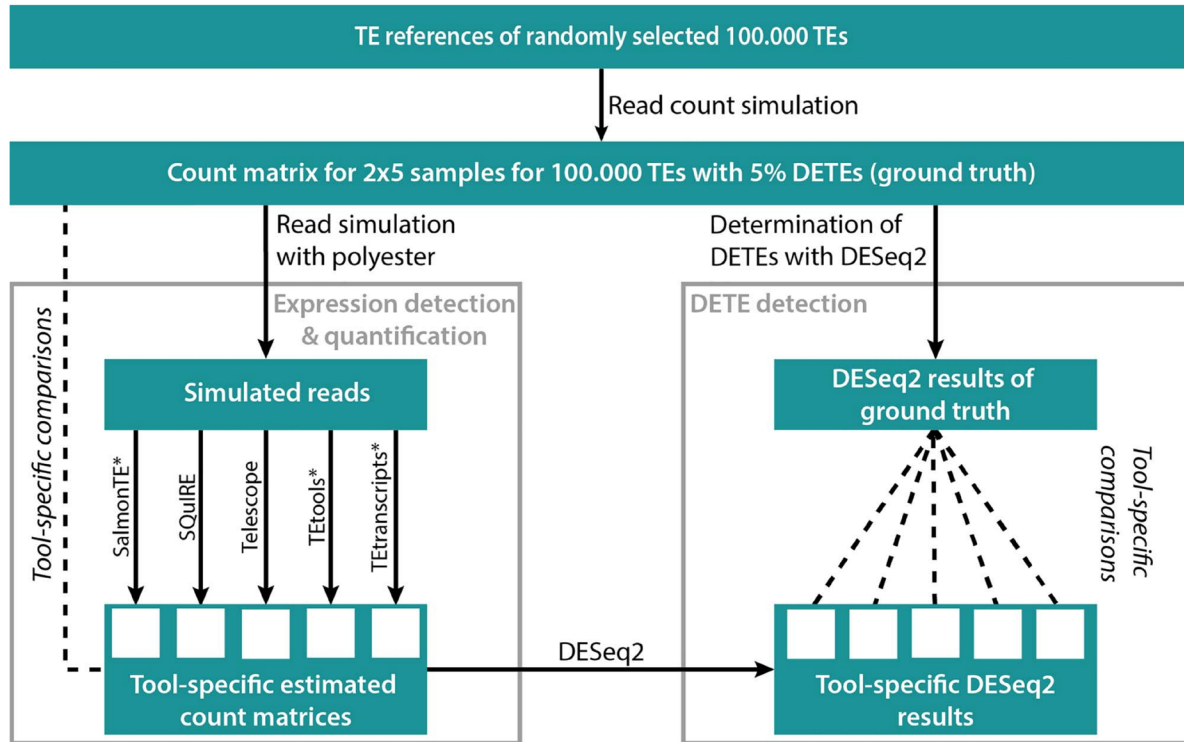 TE references of randomly selected 100.000 TEs
Read count simulation
Count matrix for 2x5 samples for 100.000 TEs with 5% DETEs (ground truth)
Read simulation
with polyester
Determination of
DETEs with DESeq2
Tool-specific comparisons
Expression detection
& quantification
DETE detection
Simulated reads
DESeq2 results of
ground truth
SalmonTE*
SQuIRE
Telescope
TEtools*
TEtranscripts*
Tool-specific
comparisons
Tool-specific estimated
count matrices
DESeq2
Tool-specific DESeq2
results